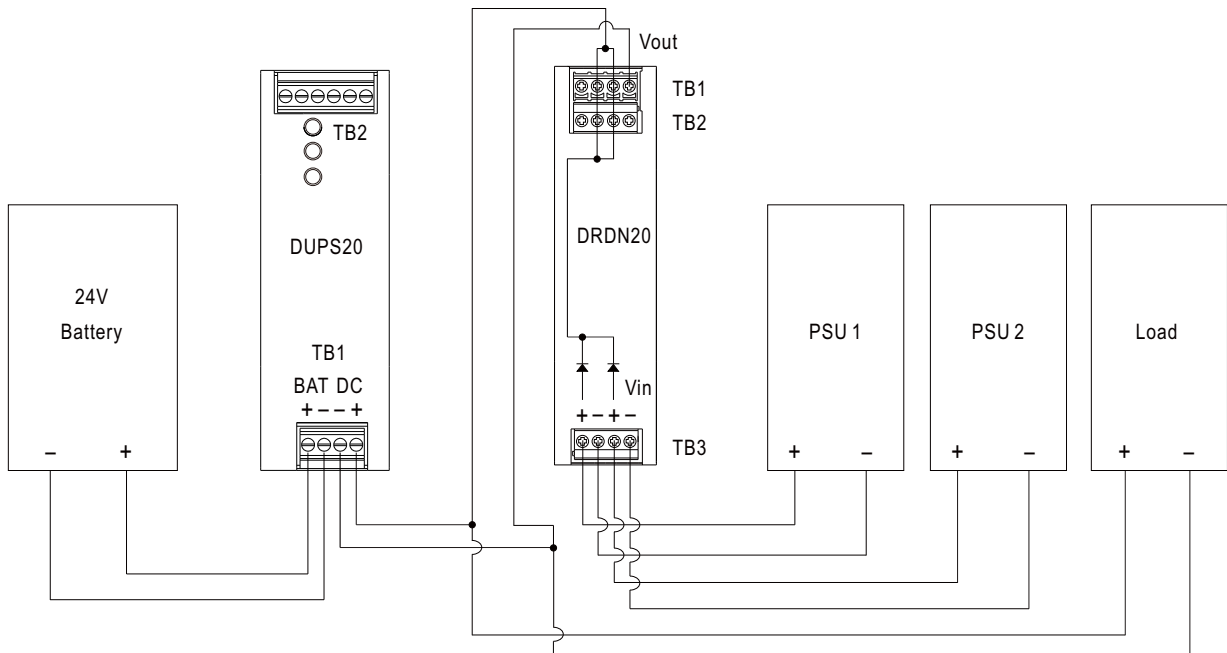 Vout
TB1
TB2
TB2
DUPS20
DRDN20
24V
Battery
PSU 1
PSU 2
Load
TB1
BAT DC
Vin
+ – – +
+ – + –
TB3
– +
+ –
+ –
+ –